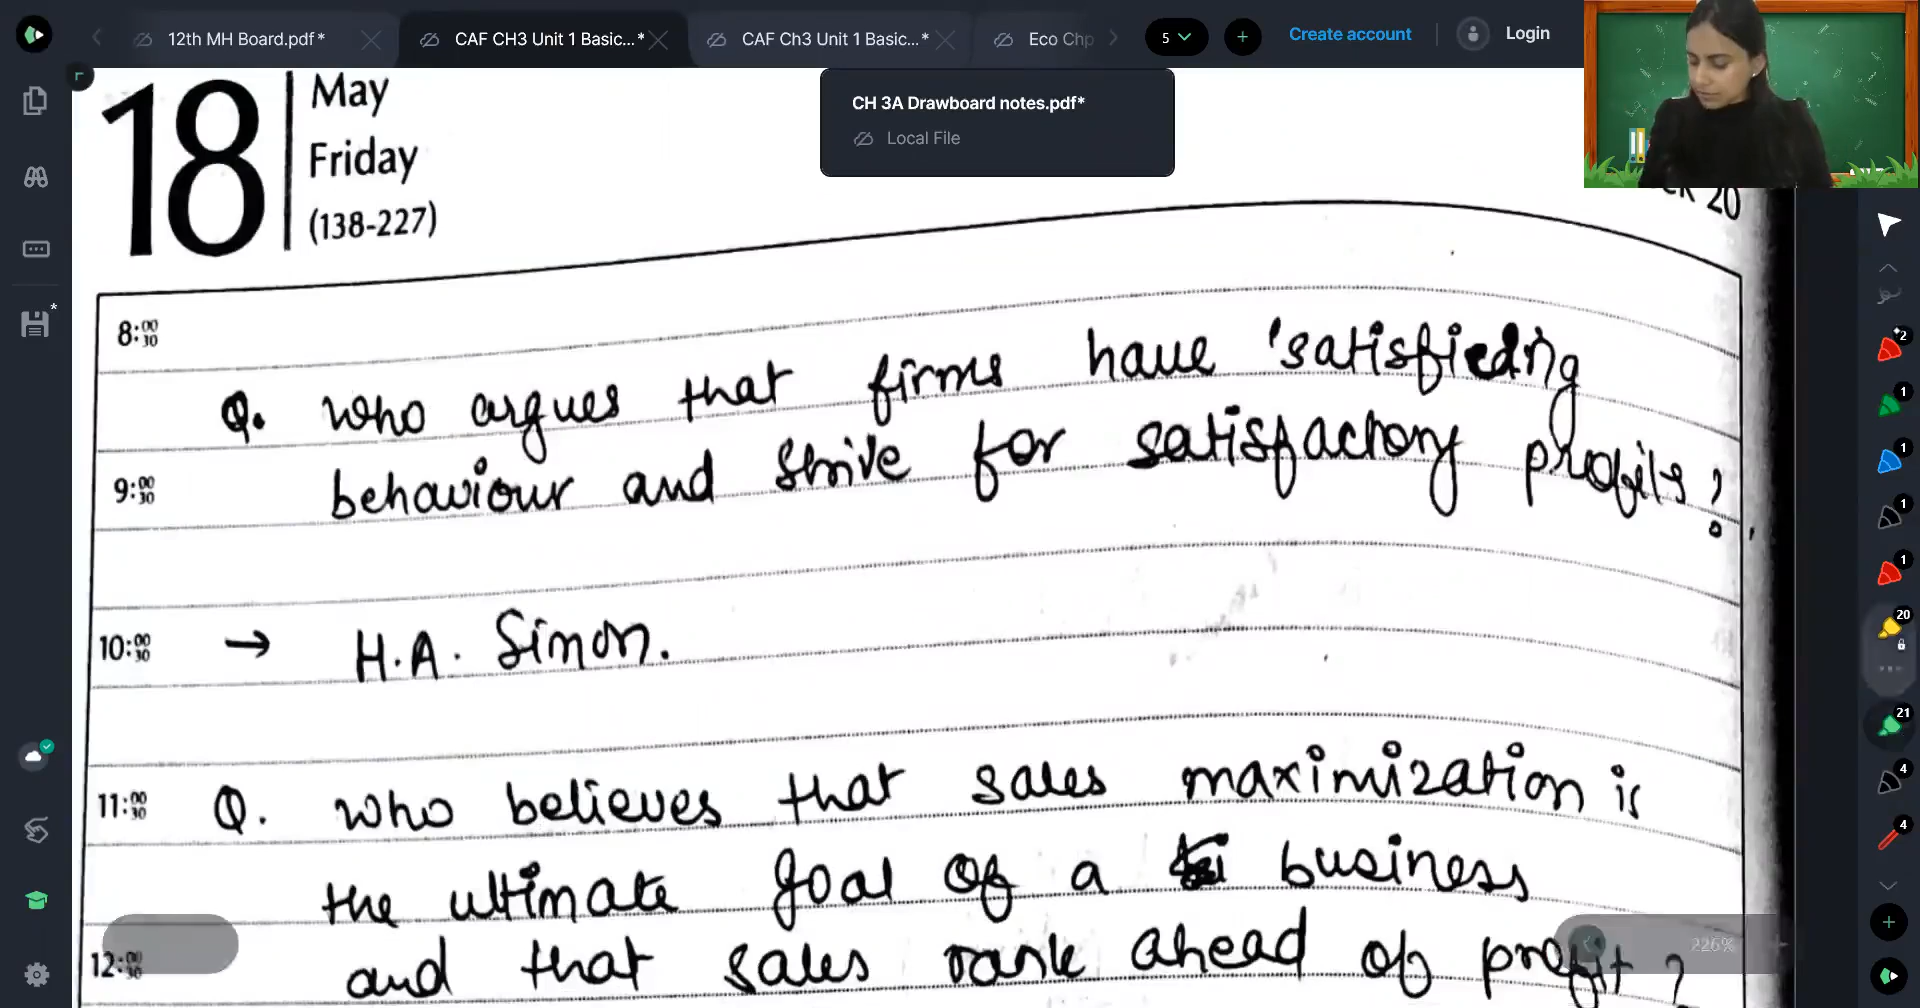 12th MH Board.pdf*
CAF CH3 Unit 1 Basic...*
CAF Ch3 Unit 1 Basic...*
Eco Chp
5
Create account
Login
CH 3A Drawboard notes.pdf*
Local File
18
May
Friday
(138-227)
20
8:00 30
Q. who argues that firms have 'satisficing
9:00 30
behaviour and strive for satisfactory profits?
10:00 30
→ H.A. Simon.
11:00 30
Q. who believes that sales maximization is
the ultimate goal of a business
12:00 30
and that sales rank ahead of profit?
226%
2
1
1
1
1
20
21
4
4